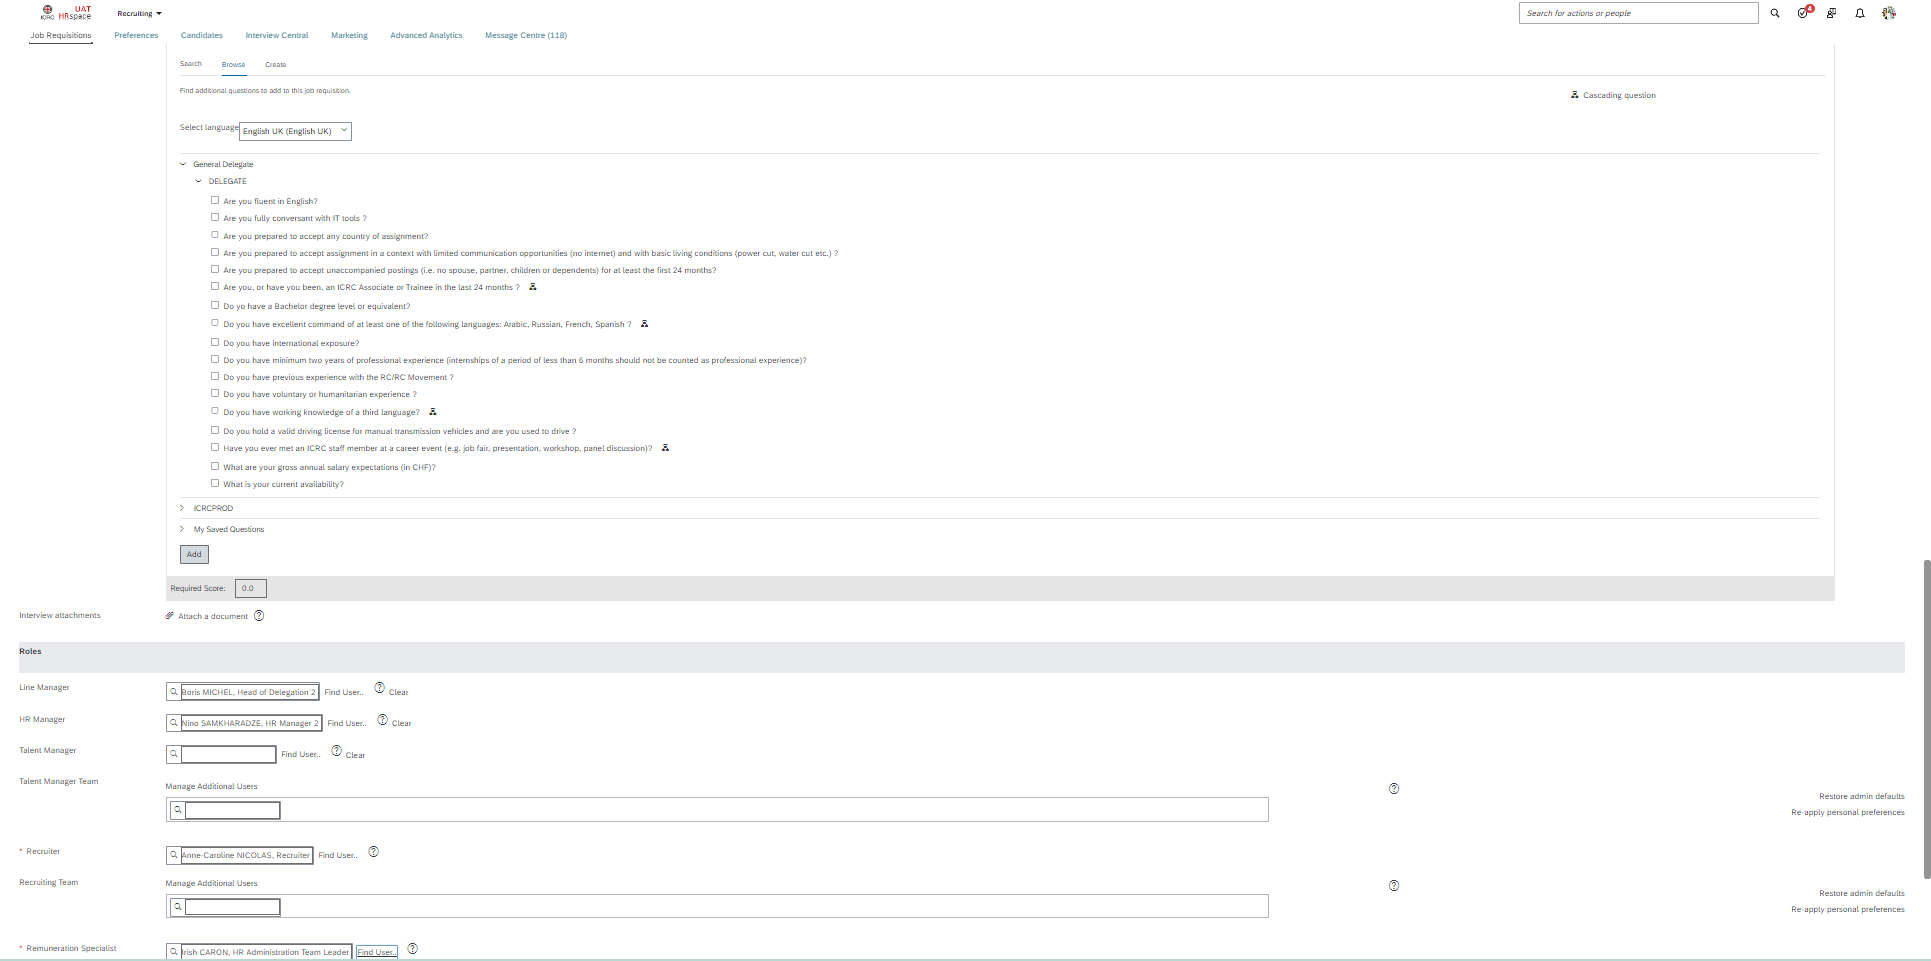 ICRC UAT HRspace
Recruiting
Search for actions or people
4
Job Requisitions Preferences Candidates Interview Central Marketing Advanced Analytics Message Centre (118)
Search Browse Create
Find additional questions to add to this job requisition.
Cascading question
Select language English UK (English UK)
General Delegate
DELEGATE
Are you fluent in English?
Are you fully conversant with IT tools ?
Are you prepared to accept any country of assignment?
Are you prepared to accept assignment in a context with limited communication opportunities (no internet) and with basic living conditions (power cut, water cut etc.) ?
Are you prepared to accept unaccompanied postings (i.e. no spouse, partner, children or dependents) for at least the first 24 months?
Are you, or have you been, an ICRC Associate or Trainee in the last 24 months ?
Do yo have a Bachelor degree level or equivalent?
Do you have excellent command of at least one of the following languages: Arabic, Russian, French, Spanish ?
Do you have international exposure?
Do you have minimum two years of professional experience (internships of a period of less than 6 months should not be counted as professional experience)?
Do you have previous experience with the RC/RC Movement ?
Do you have voluntary or humanitarian experience ?
Do you have working knowledge of a third language?
Do you hold a valid driving license for manual transmission vehicles and are you used to drive ?
Have you ever met an ICRC staff member at a career event (e.g. job fair, presentation, workshop, panel discussion)?
What are your gross annual salary expectations (in CHF)?
What is your current availability?
ICRCPROD
My Saved Questions
Add
Required Score: 0.0
Interview attachments Attach a document
Roles
Line Manager Boris MICHEL, Head of Delegation 2 Find User.. Clear
HR Manager Nino SAMKHARADZE, HR Manager 2 Find User.. Clear
Talent Manager Find User.. Clear
Talent Manager Team Manage Additional Users
Restore admin defaults
Re-apply personal preferences
* Recruiter Anne-Caroline NICOLAS, Recruiter Find User..
Recruiting Team Manage Additional Users
Restore admin defaults
Re-apply personal preferences
* Remuneration Specialist Irish CARON, HR Administration Team Leader Find User..